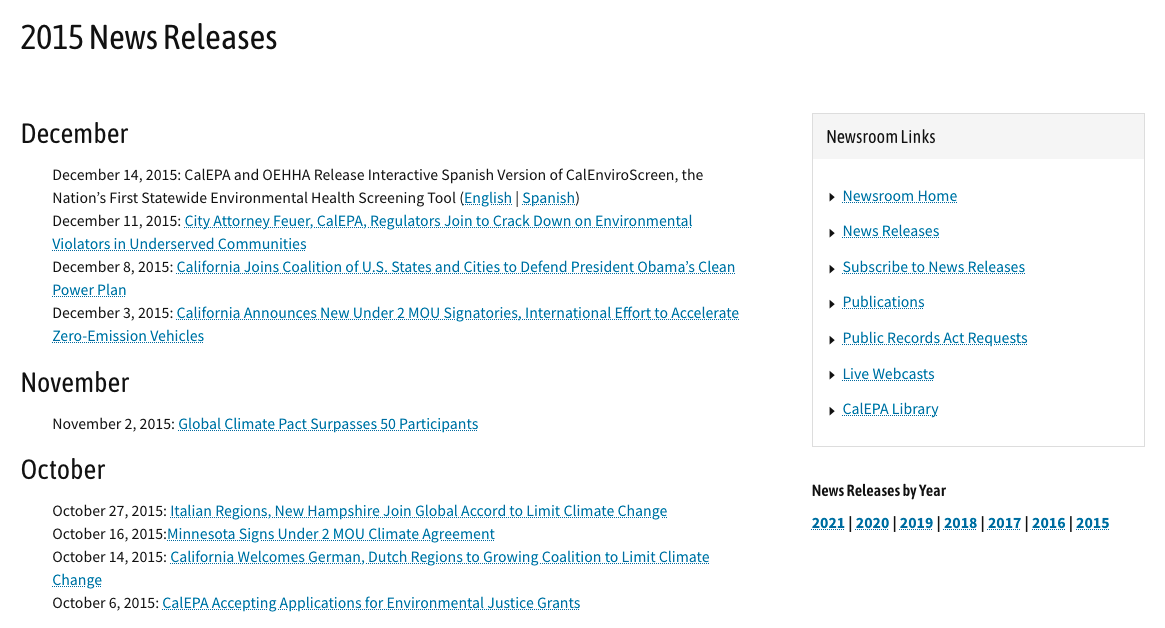 2015 News Releases
December
December 14, 2015: CalEPA and OEHHA Release Interactive Spanish Version of CalEnviroScreen, the
Nation’s First Statewide Environmental Health Screening Tool (English | Spanish)
December 11, 2015: City Attorney Feuer, CalEPA, Regulators Join to Crack Down on Environmental
Violators in Underserved Communities
December 8, 2015: California Joins Coalition of U.S. States and Cities to Defend President Obama’s Clean
Power Plan
December 3, 2015: California Announces New Under 2 MOU Signatories, International Effort to Accelerate
Zero-Emission Vehicles
November
November 2, 2015: Global Climate Pact Surpasses 50 Participants
October
October 27, 2015: Italian Regions, New Hampshire Join Global Accord to Limit Climate Change
October 16, 2015:Minnesota Signs Under 2 MOU Climate Agreement
October 14, 2015: California Welcomes German, Dutch Regions to Growing Coalition to Limit Climate
Change
October 6, 2015: CalEPA Accepting Applications for Environmental Justice Grants
Newsroom Links
Newsroom Home
News Releases
Subscribe to News Releases
Publications
Public Records Act Requests
Live Webcasts
CalEPA Library
News Releases by Year
2021 | 2020 | 2019 | 2018 | 2017 | 2016 | 2015